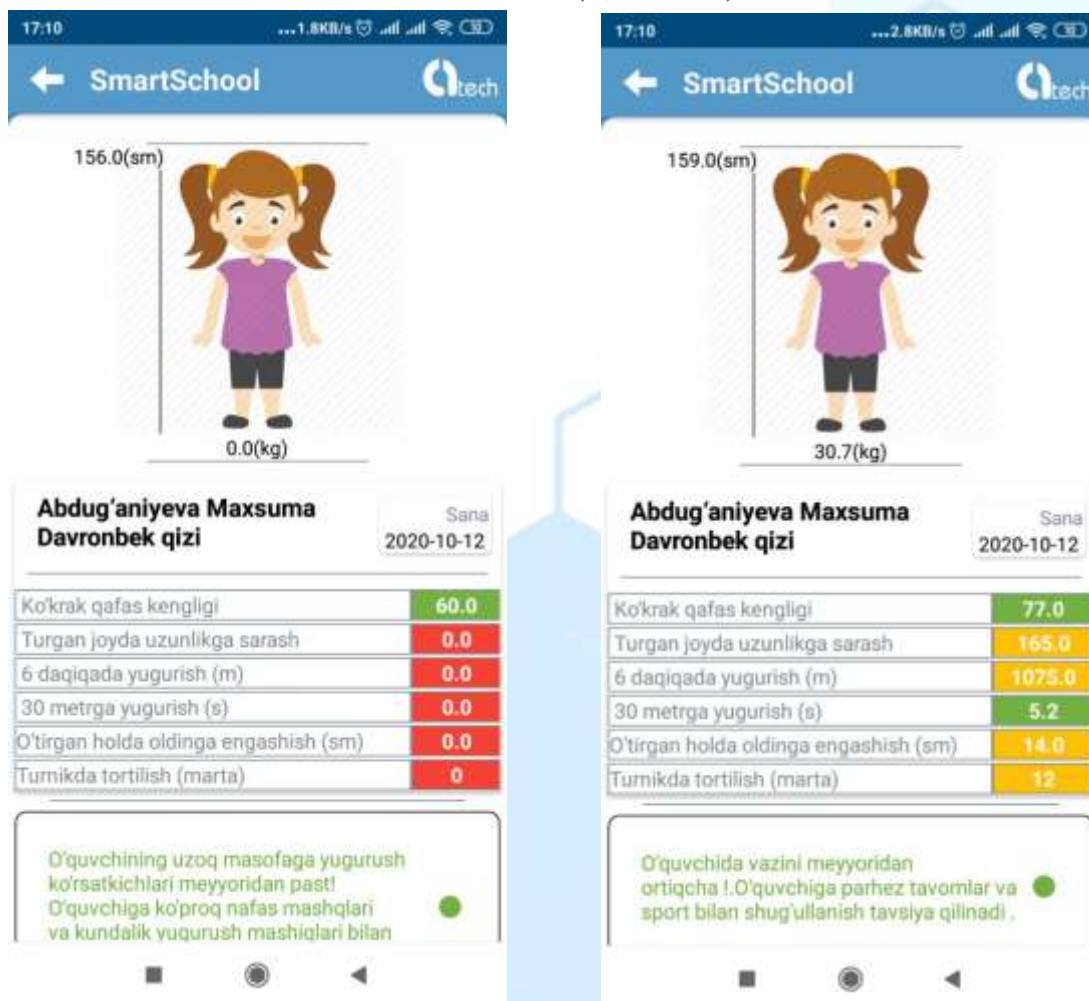 17:10
...1.8KB/s
SmartSchool
tech
156.0(sm)
0.0(kg)
Abdug'aniyeva Maxsuma
Davronbek qizi
Sana
2020-10-12
Ko'krak qafas kengligi 60.0
Turgan joyda uzunlikga sarash 0.0
6 daqiqada yugurish (m) 0.0
30 metrga yugurish (s) 0.0
O'tirgan holda oldinga engashish (sm) 0.0
Turnikda tortilish (marta) 0
O'quvchining uzoq masofaga yugurush
ko'rsatkichlari meyyoridan past!
O'quvchiga ko'proq nafas mashqlari
va kundalik yugurush mashiqlari bilan
17:10
...2.8KB/s
SmartSchool
tech
159.0(sm)
30.7(kg)
Abdug'aniyeva Maxsuma
Davronbek qizi
Sana
2020-10-12
Ko'krak qafas kengligi 77.0
Turgan joyda uzunlikga sarash 165.0
6 daqiqada yugurish (m) 1075.0
30 metrga yugurish (s) 5.2
O'tirgan holda oldinga engashish (sm) 14.0
Turnikda tortilish (marta) 12
O'quvchida vazini meyyoridan
ortiqcha !.O'quvchiga parhez tavomlar va
sport bilan shug'ullanish tavsiya qilinadi .